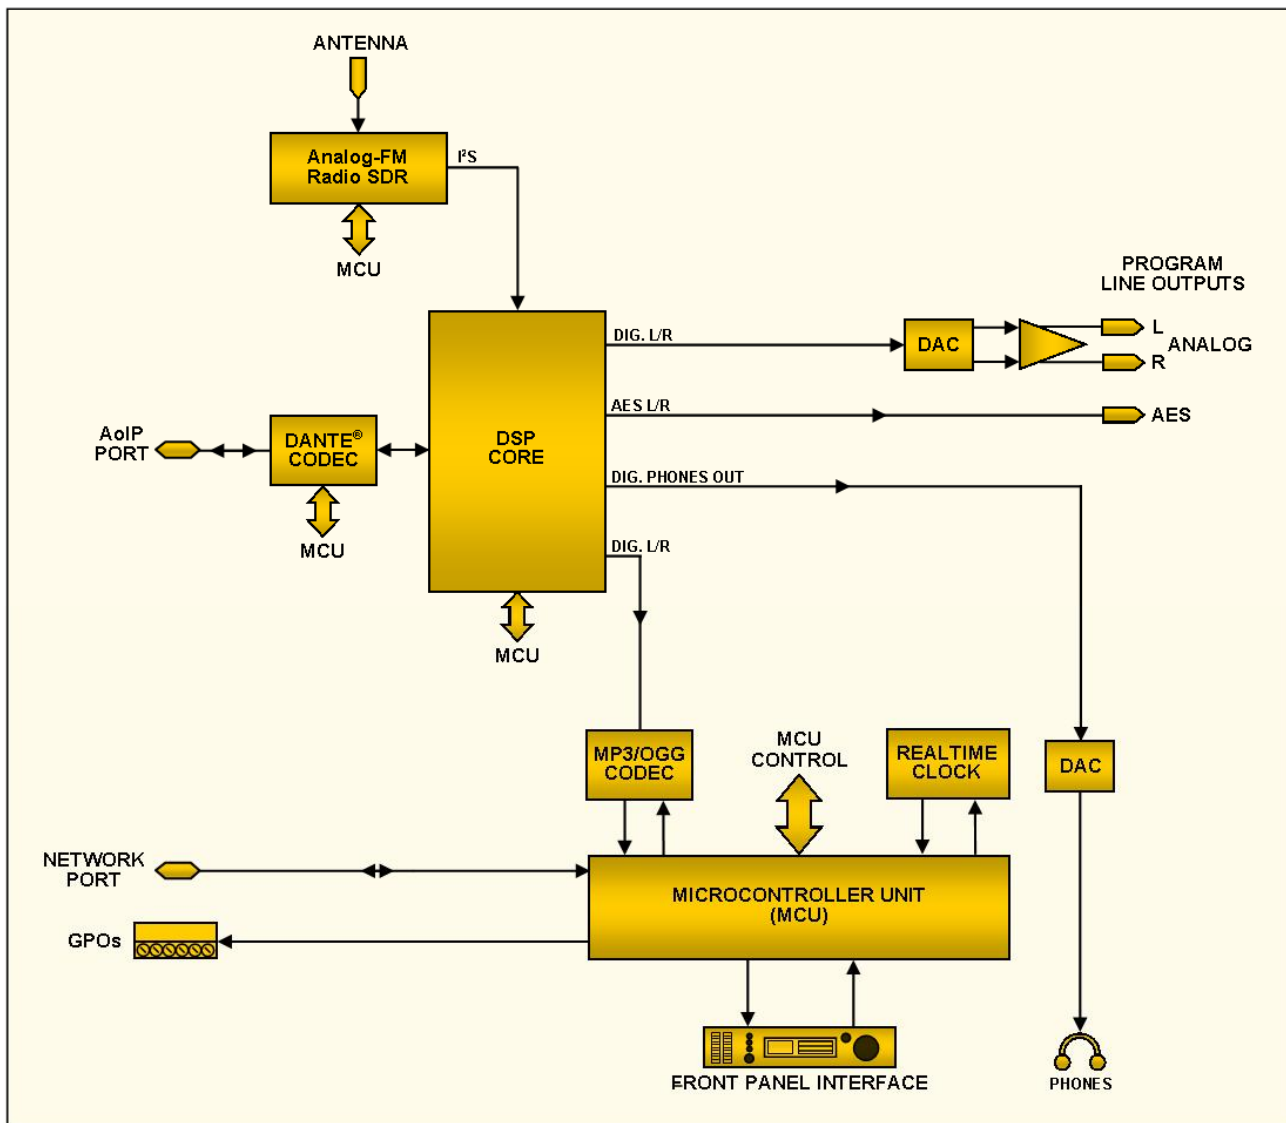 ANTENNA
Analog-FM
Radio SDR
I²S
MCU
PROGRAM
LINE OUTPUTS
DIG. L/R
DAC
L
ANALOG
R
AES L/R
AES
AoIP
PORT
DANTE®
CODEC
DSP
CORE
DIG. PHONES OUT
MCU
DIG. L/R
MCU
MP3/OGG
CODEC
MCU
CONTROL
REALTIME
CLOCK
DAC
NETWORK
PORT
MICROCONTROLLER UNIT
(MCU)
GPOs
FRONT PANEL INTERFACE
PHONES